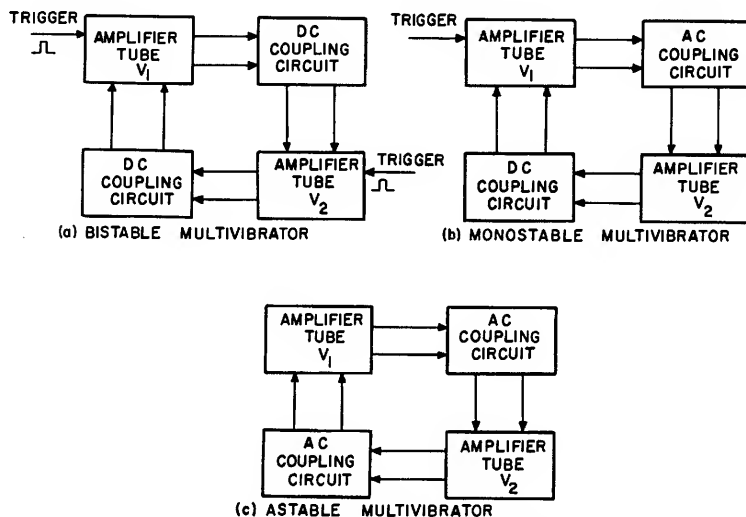 TRIGGER
AMPLIFIER
TUBE
V1
DC
COUPLING
CIRCUIT
DC
COUPLING
CIRCUIT
AMPLIFIER
TUBE
V2
TRIGGER
(a) BISTABLE MULTIVIBRATOR
TRIGGER
AMPLIFIER
TUBE
V1
AC
COUPLING
CIRCUIT
DC
COUPLING
CIRCUIT
AMPLIFIER
TUBE
V2
(b) MONOSTABLE MULTIVIBRATOR
AMPLIFIER
TUBE
V1
AC
COUPLING
CIRCUIT
AC
COUPLING
CIRCUIT
AMPLIFIER
TUBE
V2
(c) ASTABLE MULTIVIBRATOR